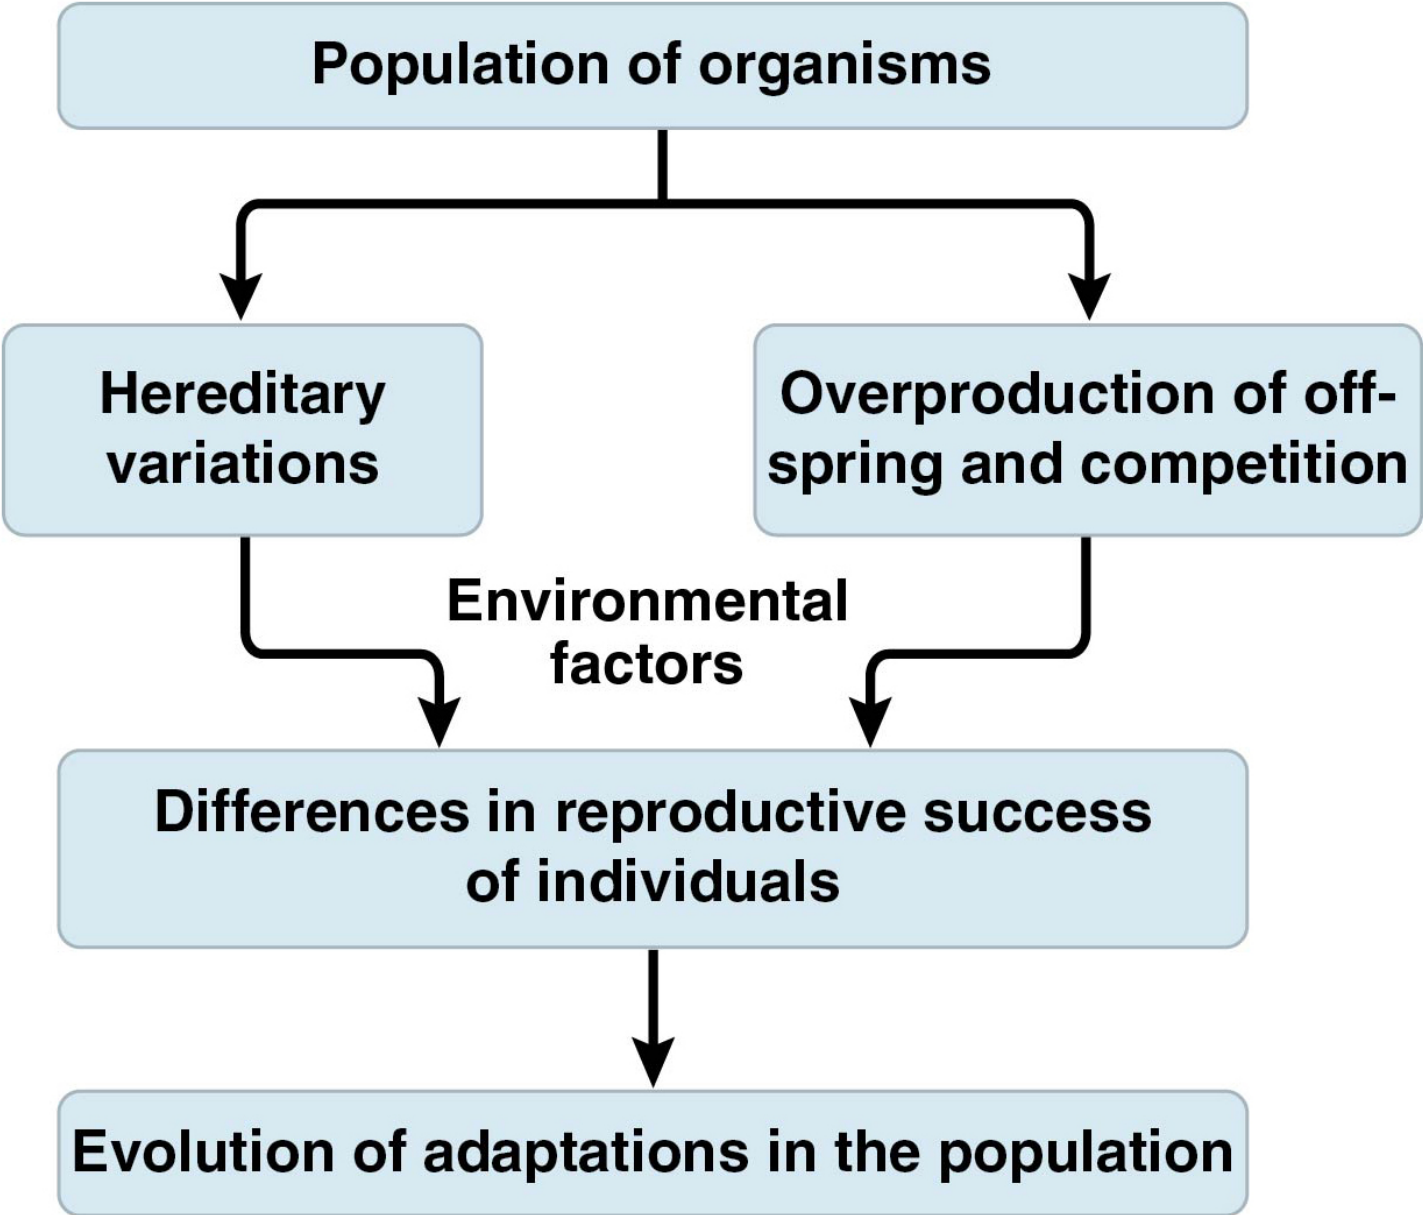 Population of organisms
Hereditary
variations
Overproduction of off-
spring and competition
Environmental
factors
Differences in reproductive success
of individuals
Evolution of adaptations in the population